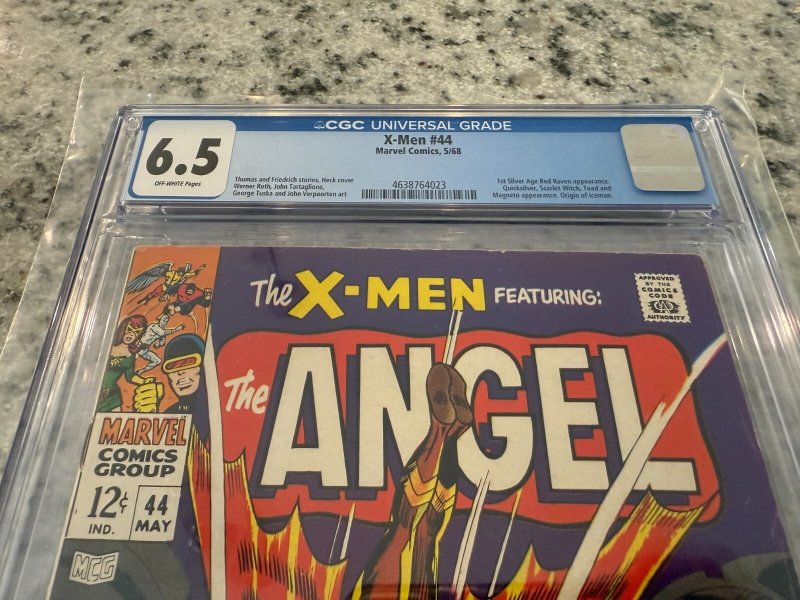 CGC UNIVERSAL GRADE
6.5
OFF-WHITE Pages
X-Men #44
Marvel Comics, 5/68
Thomas and Friedrich stories, Heck cover
Werner Roth, John Tartaglione,
George Tuska and John Verpoorten art
4638764023
1st Silver Age Red Raven appearance.
Quicksilver, Scarlet Witch, Toad and
Magneto appearance. Origin of Iceman.
The X-MEN FEATURING:
APPROVED
BY THE
COMICS
CODE
AUTHORITY
The ANGEL
MARVEL
COMICS
GROUP
12¢
IND.
44
MAY
MCG